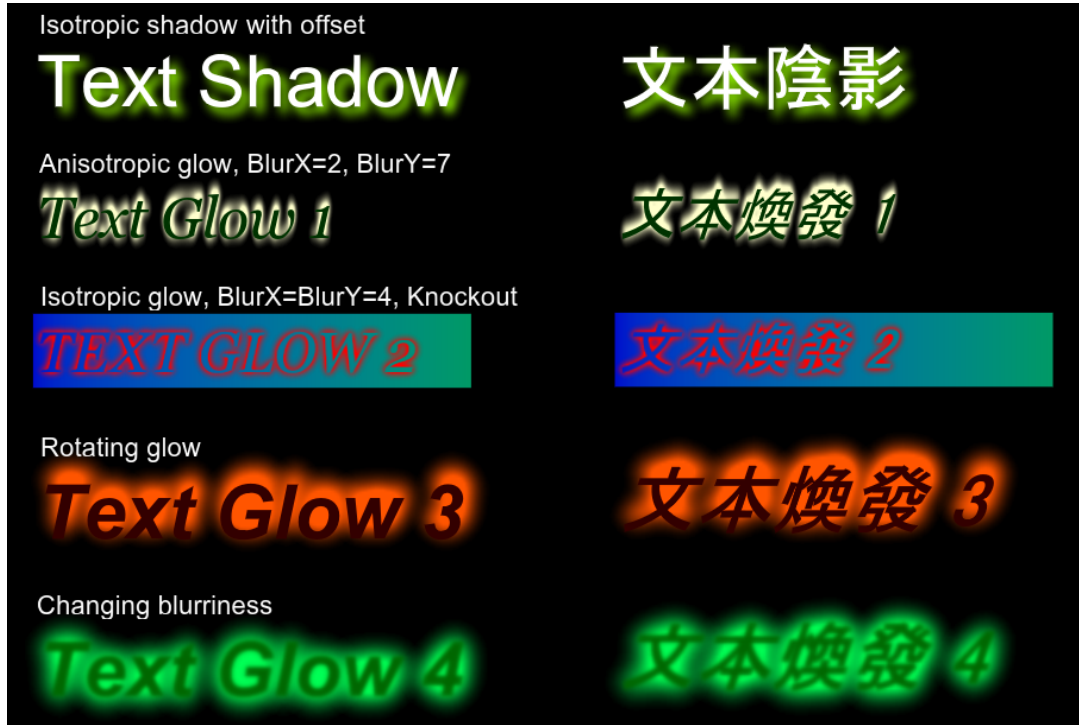 Isotropic shadow with offset
Text Shadow 文本陰影
Anisotropic glow, BlurX=2, BlurY=7
Text Glow 1 文本煥發 1
Isotropic glow, BlurX=BlurY=4, Knockout
TEXT GLOW 2 文本煥發 2
Rotating glow
Text Glow 3 文本煥發 3
Changing blurriness
Text Glow 4 文本煥發 4